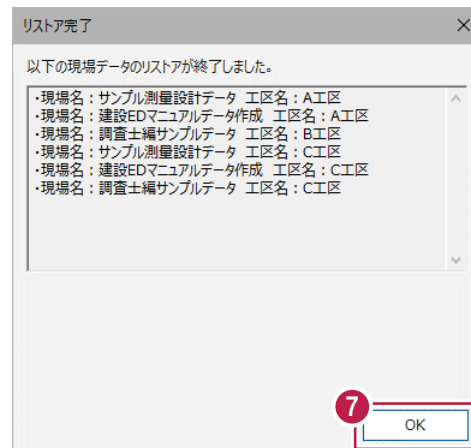 リストア完了
以下の現場データのリストアが終了しました。
・現場名：サンプル測量設計データ 工区名：A工区
・現場名：建設EDマニュアルデータ作成 工区名：A工区
・現場名：調査士編サンプルデータ 工区名：B工区
・現場名：サンプル測量設計データ 工区名：C工区
・現場名：建設EDマニュアルデータ作成 工区名：C工区
・現場名：調査士編サンプルデータ 工区名：C工区
7
OK